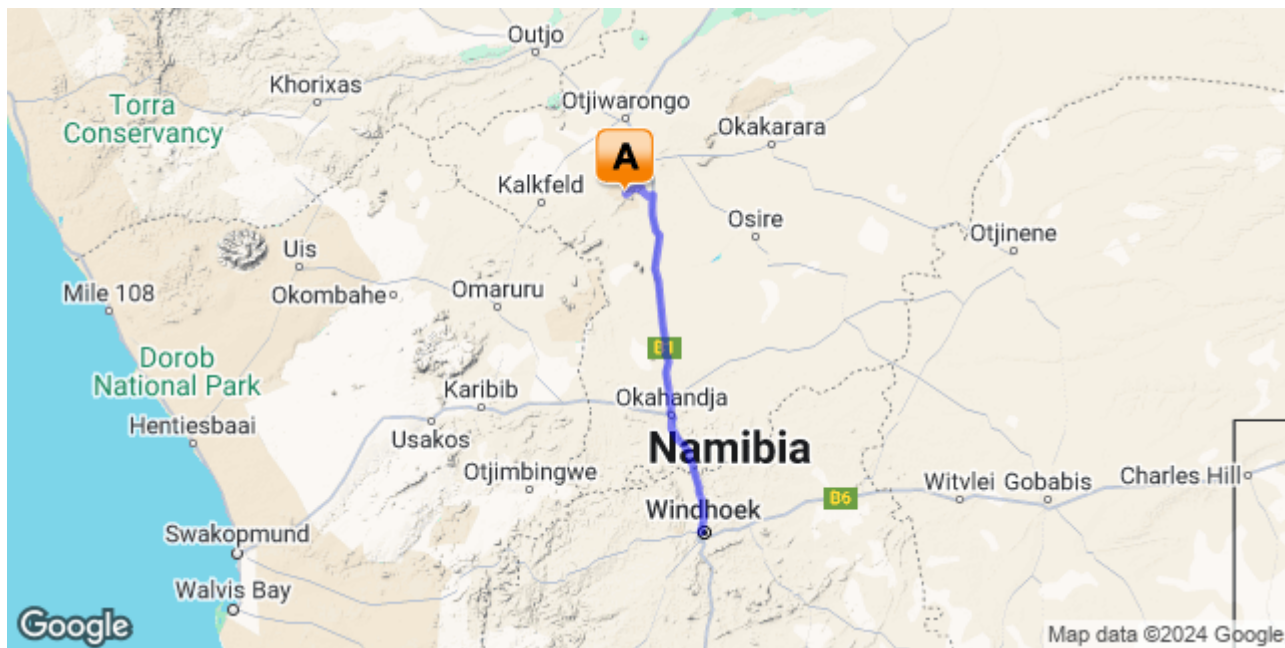 Outjo
Khorixas
Torra
Conservancy
Otjiwarongo
Okakarara
A
Kalkfeld
Osire
Otjinene
Uis
Mile 108
Okombahe
Omaruru
B1
Dorob
National Park
Karibib
Okahandja
Hentiesbaai
Usakos
Namibia
Otjimbingwe
Witvlei
Gobabis
Charles Hill
B6
Windhoek
Swakopmund
Walvis Bay
Google
Map data ©2024 Google